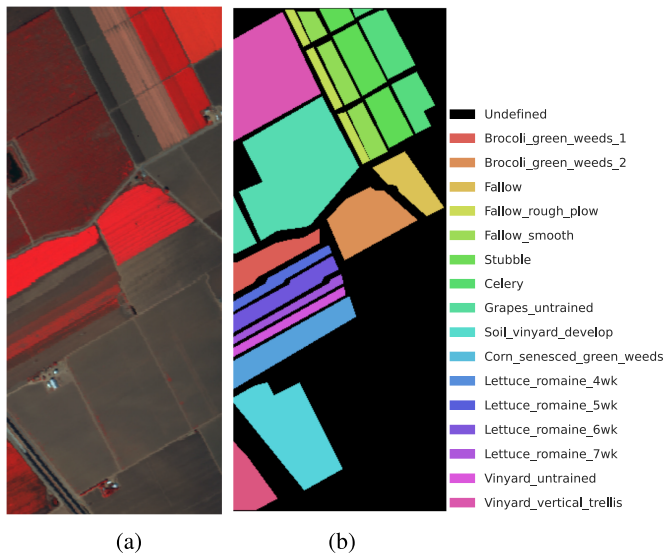 Undefined
Brocoli_green_weeds_1
Brocoli_green_weeds_2
Fallow
Fallow_rough_plow
Fallow_smooth
Stubble
Celery
Grapes_untrained
Soil_vinyard_develop
Corn_senesced_green_weeds
Lettuce_romaine_4wk
Lettuce_romaine_5wk
Lettuce_romaine_6wk
Lettuce_romaine_7wk
Vinyard_untrained
Vinyard_vertical_trellis
(a)
(b)